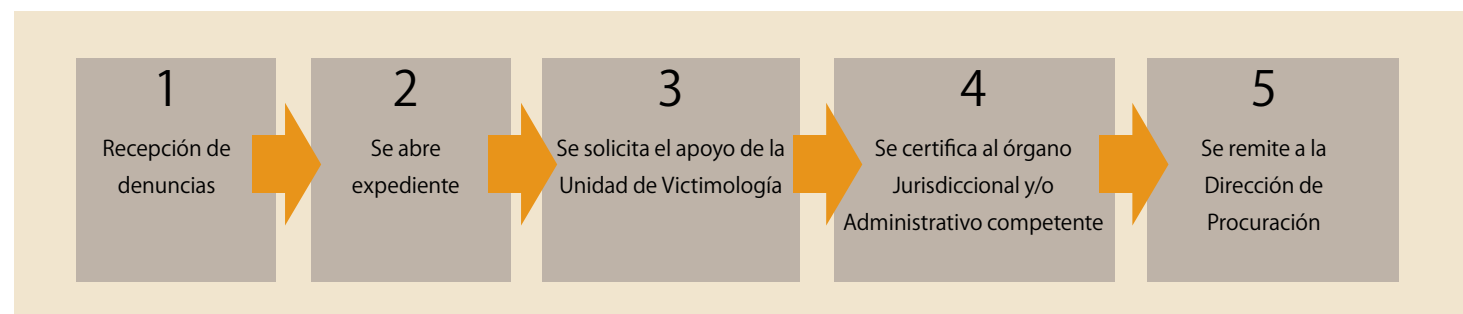 1
Recepción de
denuncias
2
Se abre
expediente
3
Se solicita el apoyo de la
Unidad de Victimología
4
Se certifica al órgano
Jurisdiccional y/o
Administrativo competente
5
Se remite a la
Dirección de
Procuración